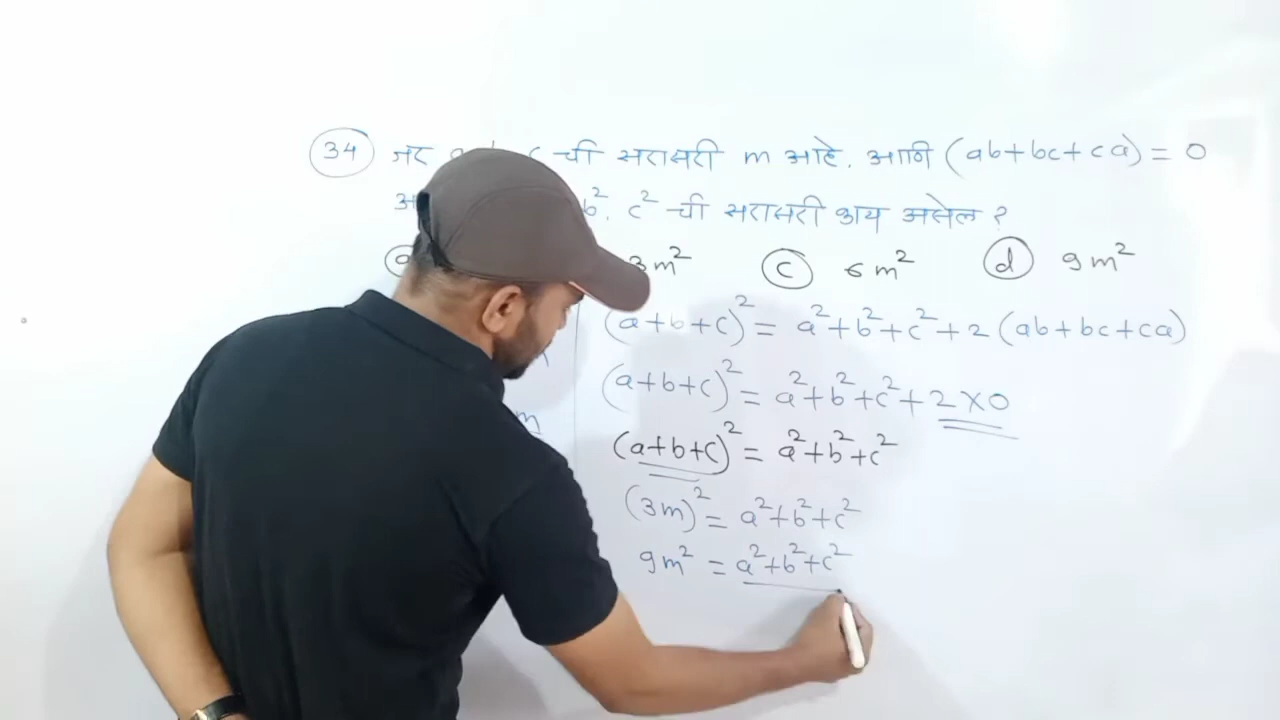 34 जर ची सरासरी m आहे. आणि (ab+bc+ca) = 0
b². c² ची सरासरी काय असेल ?
a 3m² c 6m² d 9m²
(a+b+c)² = a²+b²+c²+2(ab+bc+ca)
(a+b+c)² = a²+b²+c²+2×0
m
(a+b+c)² = a²+b²+c²
(3m)² = a²+b²+c²
9m² = a²+b²+c²